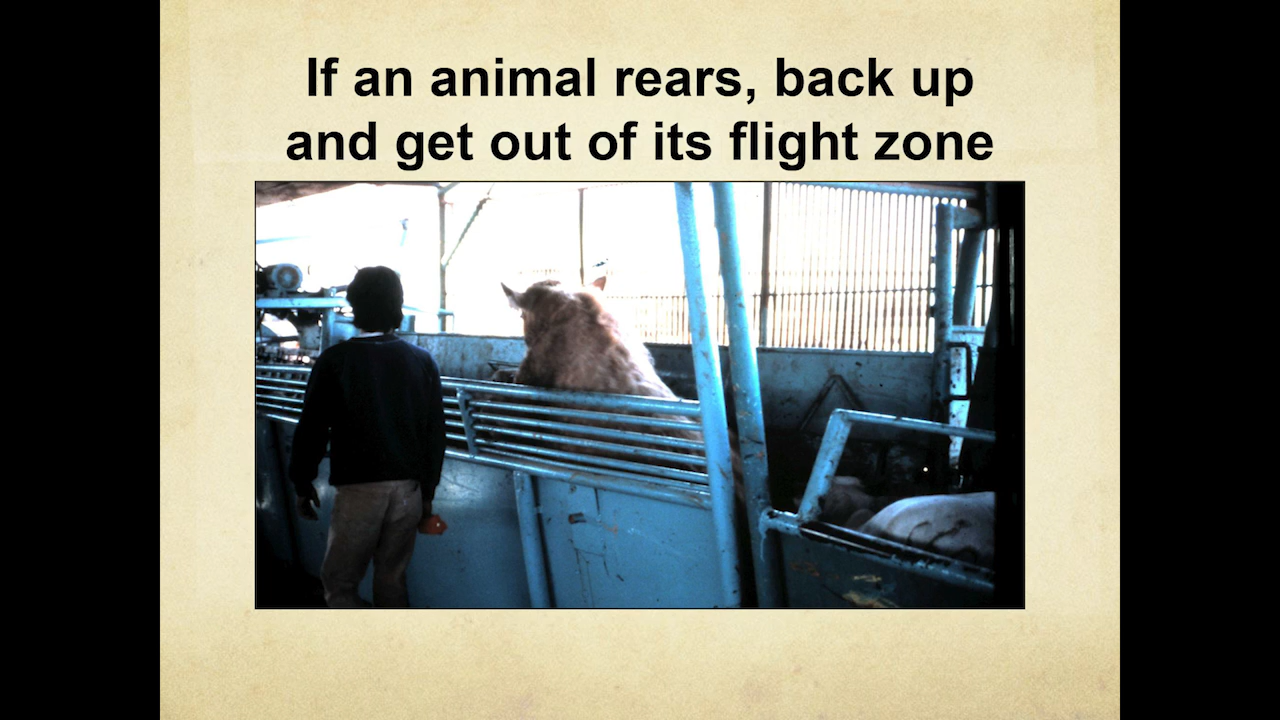 If an animal rears, back up
and get out of its flight zone